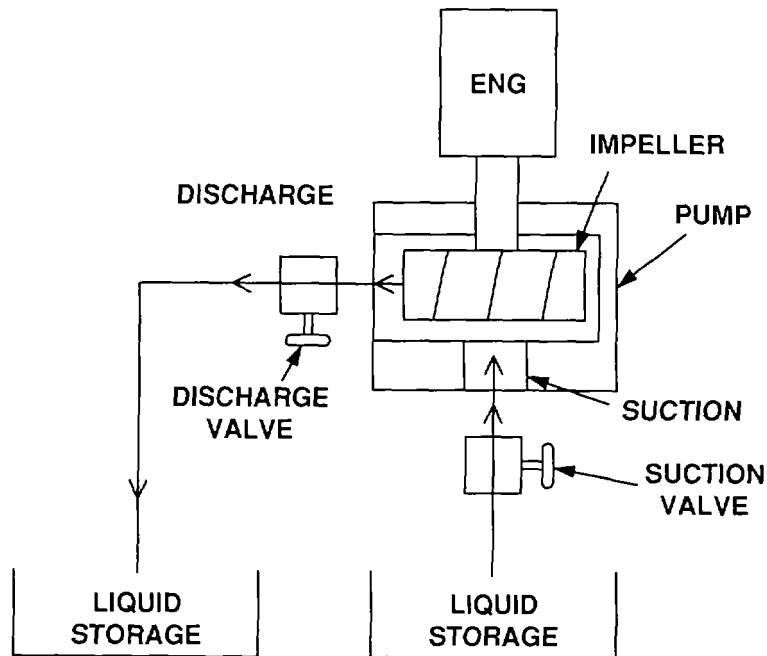 ENG
IMPELLER
DISCHARGE
PUMP
DISCHARGE
VALVE
SUCTION
SUCTION
VALVE
LIQUID
STORAGE
LIQUID
STORAGE